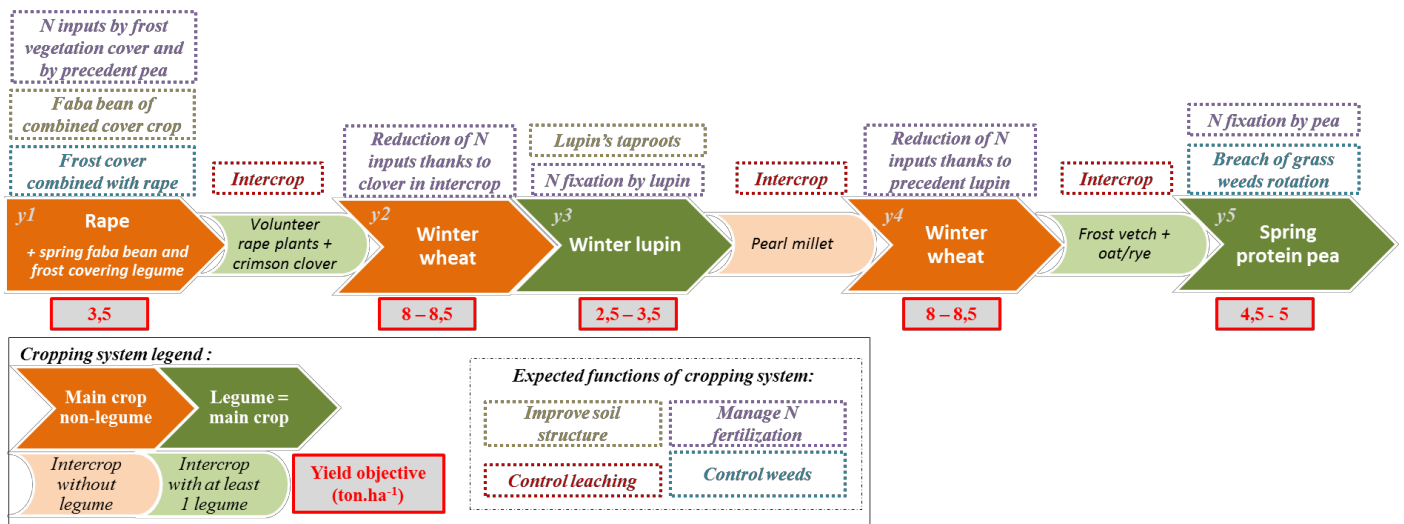 N inputs by frost
vegetation cover and
by precedent pea
Faba bean of
combined cover crop
Frost cover
combined with rape
Intercrop
Reduction of N
inputs thanks to
clover in intercrop
Lupin's taproots
N fixation by lupin
Intercrop
Reduction of N
inputs thanks to
precedent lupin
Intercrop
N fixation by pea
Breach of grass
weeds rotation
y1
Rape
+ spring faba bean and
frost covering legume
Volunteer
rape plants +
crimson clover
y2
Winter
wheat
y3
Winter lupin
Pearl millet
y4
Winter
wheat
Frost vetch +
oat/rye
y5
Spring
protein pea
3,5
8 – 8,5
2,5 – 3,5
8 – 8,5
4,5 - 5
Cropping system legend :
Main crop
non-legume
Legume =
main crop
Intercrop
without
legume
Intercrop
with at least
1 legume
Yield objective
(ton.ha⁻¹)
Expected functions of cropping system:
Improve soil
structure
Manage N
fertilization
Control leaching
Control weeds